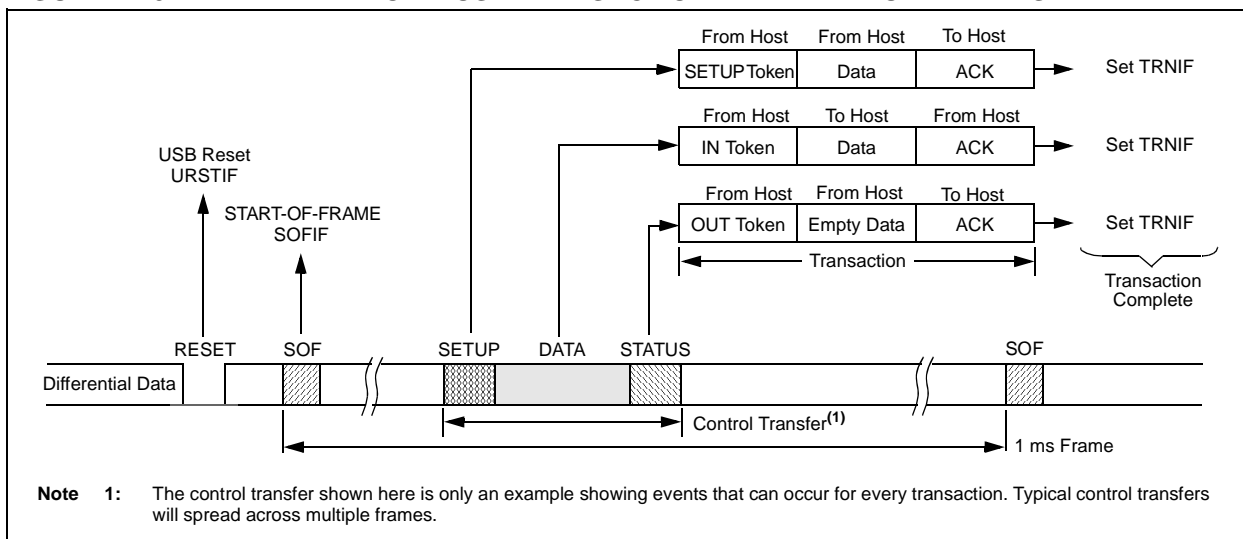 From Host From Host To Host
SETUP Token Data ACK Set TRNIF
From Host To Host From Host
IN Token Data ACK Set TRNIF
USB Reset
URSTIF
From Host From Host To Host
START-OF-FRAME
SOFIF
OUT Token Empty Data ACK Set TRNIF
Transaction
Transaction
Complete
RESET SOF SETUP DATA STATUS SOF
Differential Data
Control Transfer(1)
1 ms Frame
Note 1: The control transfer shown here is only an example showing events that can occur for every transaction. Typical control transfers
will spread across multiple frames.